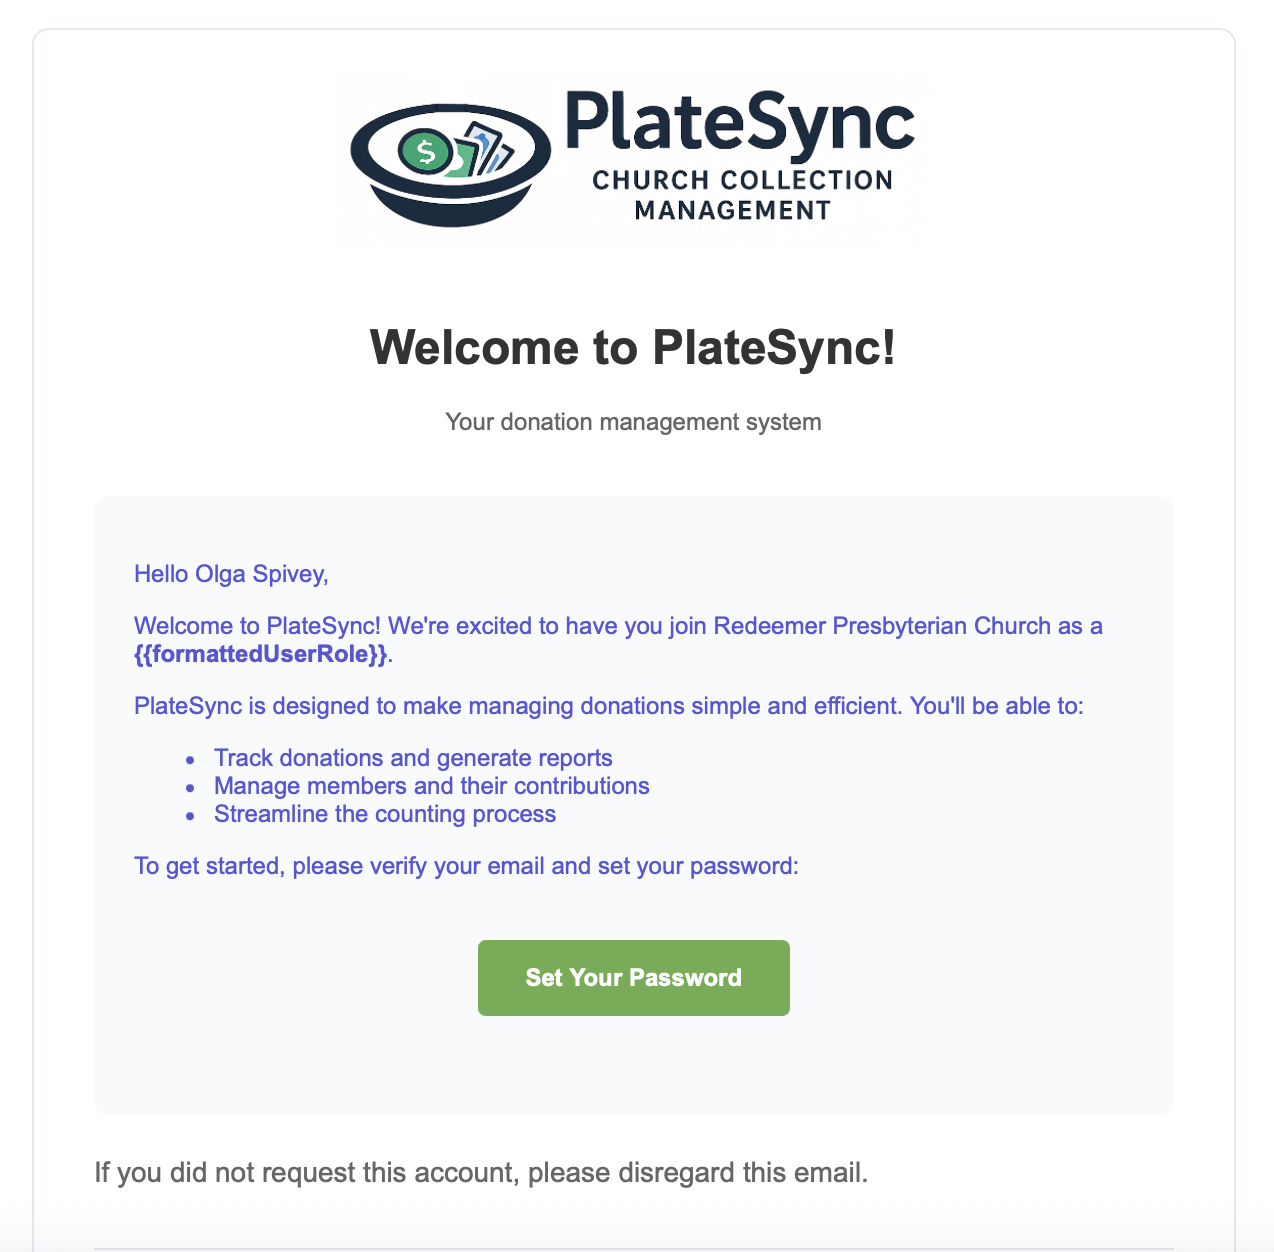 $
PlateSync
CHURCH COLLECTION
MANAGEMENT
Welcome to PlateSync!
Your donation management system
Hello Olga Spivey,
Welcome to PlateSync! We're excited to have you join Redeemer Presbyterian Church as a
{{formattedUserRole}}.
PlateSync is designed to make managing donations simple and efficient. You'll be able to:
• Track donations and generate reports
• Manage members and their contributions
• Streamline the counting process
To get started, please verify your email and set your password:
Set Your Password
If you did not request this account, please disregard this email.